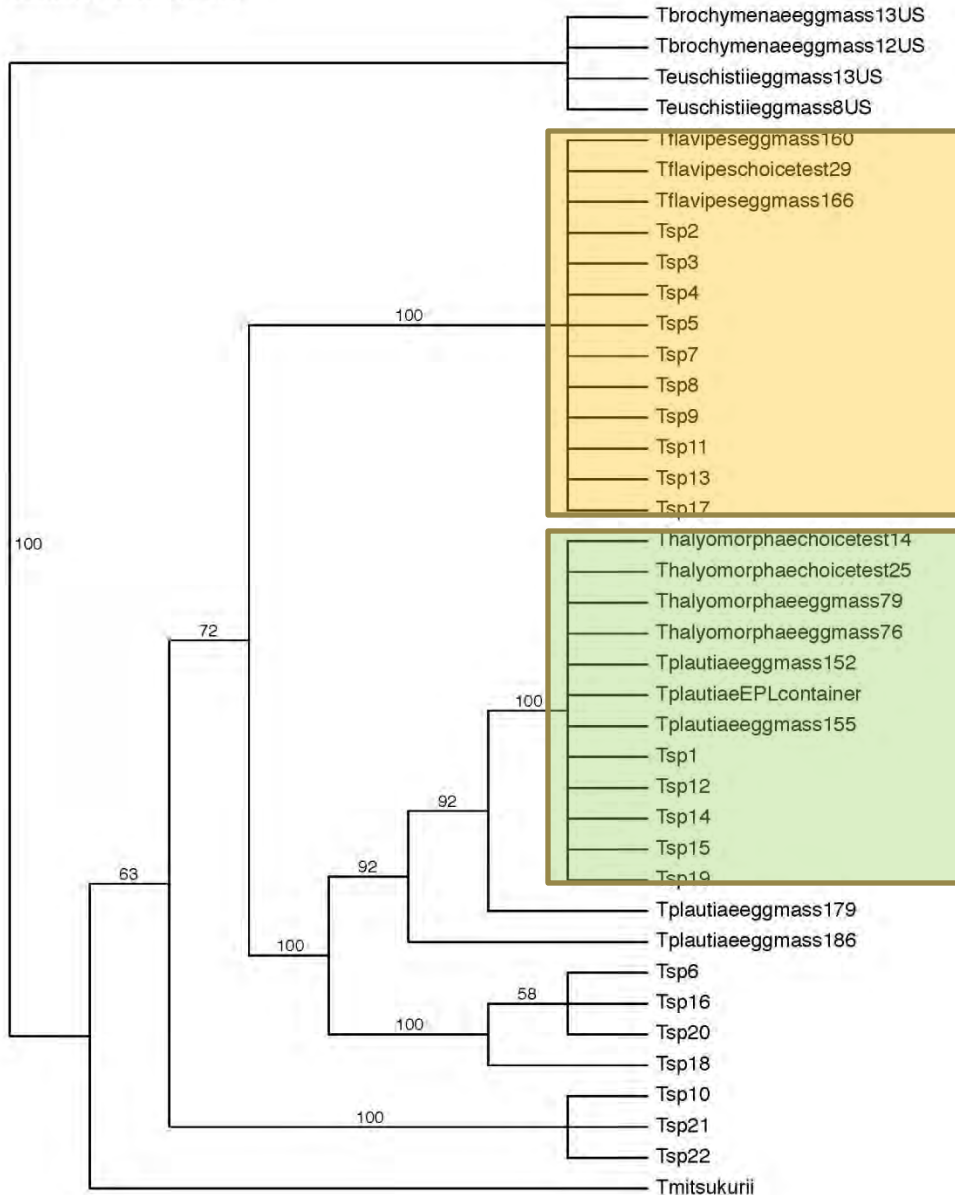 Tbrochymenaeeggmass13US
Tbrochymenaeeggmass12US
Teuschistiieggmass13US
Teuschistiieggmass8US
Tflavipeseggmass160
Tflavipeschoicetest29
Tflavipeseggmass166
Tsp2
Tsp3
Tsp4
100
Tsp5
Tsp7
Tsp8
Tsp9
Tsp11
Tsp13
Tsp17
100
Thalyomorphaechoicetest14
Thalyomorphaechoicetest25
Thalyomorphaeeggmass79
72
Thalyomorphaeeggmass76
Tplautiaeeggmass152
TplautiaeEPLcontainer
100
Tplautiaeeggmass155
Tsp1
Tsp12
92
Tsp14
Tsp15
63
92
Tsp19
Tplautiaeeggmass179
100
Tplautiaeeggmass186
Tsp6
58
Tsp16
100
Tsp20
Tsp18
Tsp10
100
Tsp21
Tsp22
Tmitsukurii